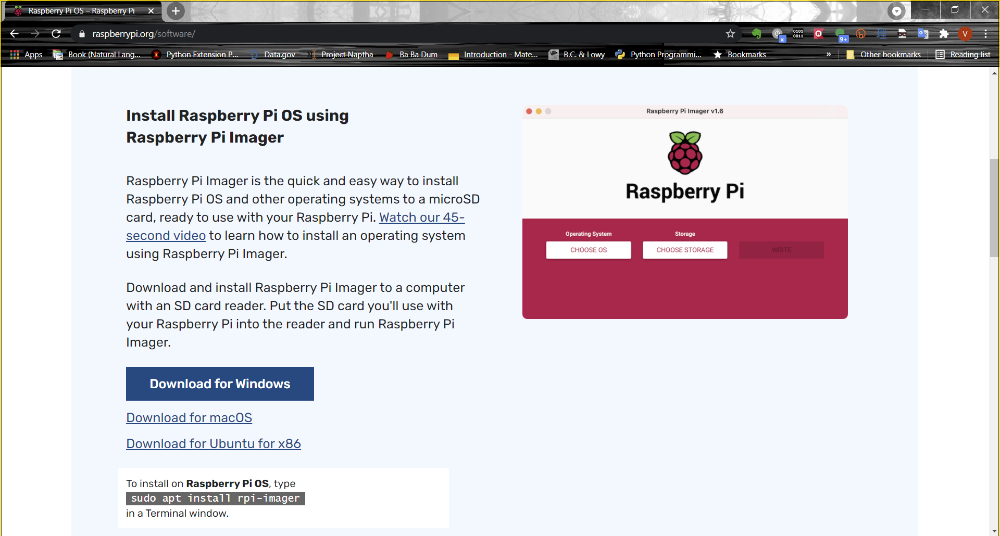 Raspberry Pi OS – Raspberry Pi
raspberrypi.org/software/
0101
0011
R
9+
x
G
V
Apps
Book (Natural Lang...
Python Extension P...
Data.gov
Project Naptha
Ba Ba Dum
Introduction - Mate...
B.C. & Lowy
Python Programmi...
Bookmarks
»
Other bookmarks
Reading list
Install Raspberry Pi OS using
Raspberry Pi Imager
Raspberry Pi Imager is the quick and easy way to install
Raspberry Pi OS and other operating systems to a microSD
card, ready to use with your Raspberry Pi. Watch our 45-
second video to learn how to install an operating system
using Raspberry Pi Imager.
Download and install Raspberry Pi Imager to a computer
with an SD card reader. Put the SD card you'll use with
your Raspberry Pi into the reader and run Raspberry Pi
Imager.
Download for Windows
Download for macOS
Download for Ubuntu for x86
To install on Raspberry Pi OS, type
sudo apt install rpi-imager
in a Terminal window.
Raspberry Pi Imager v1.6
Raspberry Pi
Operating System
Storage
CHOOSE OS
CHOOSE STORAGE
WRITE